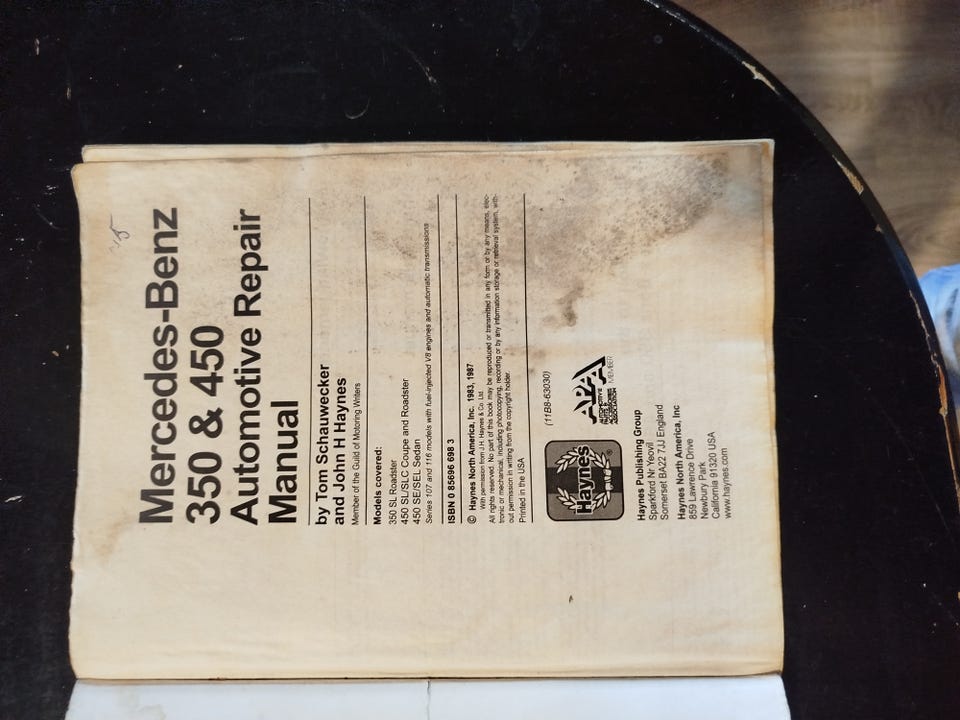 Mercedes-Benz
350 & 450
Automotive Repair
Manual
by Tom Schauwecker
and John H Haynes
Member of the Guild of Motoring Writers
Models covered:
350 SL Roadster
450 SL/SLC Coupe and Roadster
450 SE/SEL Sedan
Series 107 and 116 models with fuel-injected V8 engines and automatic transmissions
ISBN 0 85696 698 3
© Haynes North America, Inc. 1983, 1987
With permission from J.H. Haynes & Co. Ltd.
All rights reserved. No part of this book may be reproduced or transmitted in any form or by any means, elec-
tronic or mechanical, including photocopying, recording or by any information storage or retrieval system, with-
out permission in writing from the copyright holder.
Printed in the USA
(11B8-63030)
Haynes®
APAA
AUTOMOTIVE
PARTS &
ACCESSORIES
ASSOCIATION
MEMBER
Haynes Publishing Group
Sparkford Nr Yeovil
Somerset BA22 7JJ England
Haynes North America, Inc
859 Lawrence Drive
Newbury Park
California 91320 USA
www.haynes.com